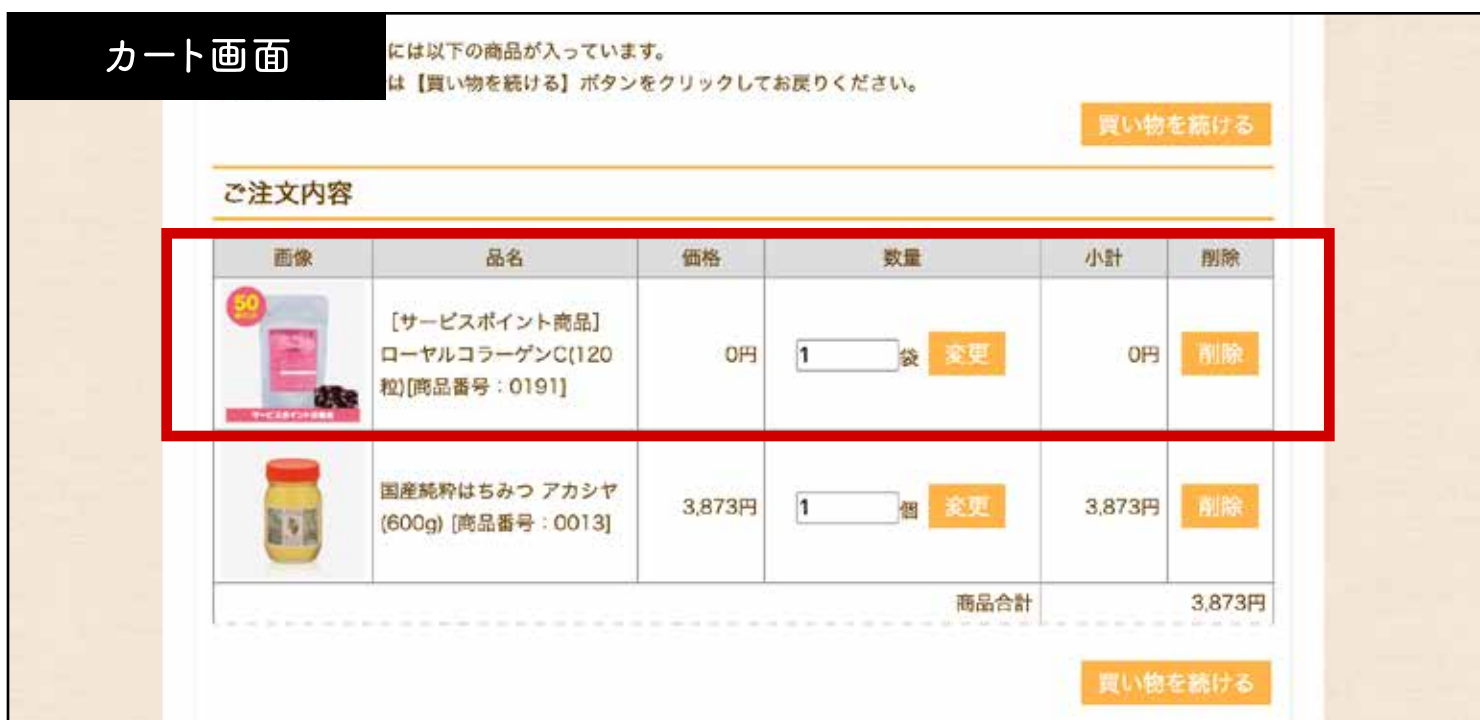 カート画面
には以下の商品が入っています。
は【買い物を続ける】ボタンをクリックしてお戻りください。
買い物を続ける
ご注文内容
画像 品名 価格 数量 小計 削除
50
[サービスポイント商品]
ローヤルコラーゲンC(120
粒)[商品番号：0191]
0円 1 袋 変更 0円 削除
国産純粋はちみつ アカシヤ
(600g) [商品番号：0013]
3,873円 1 個 変更 3,873円 削除
商品合計 3,873円
買い物を続ける